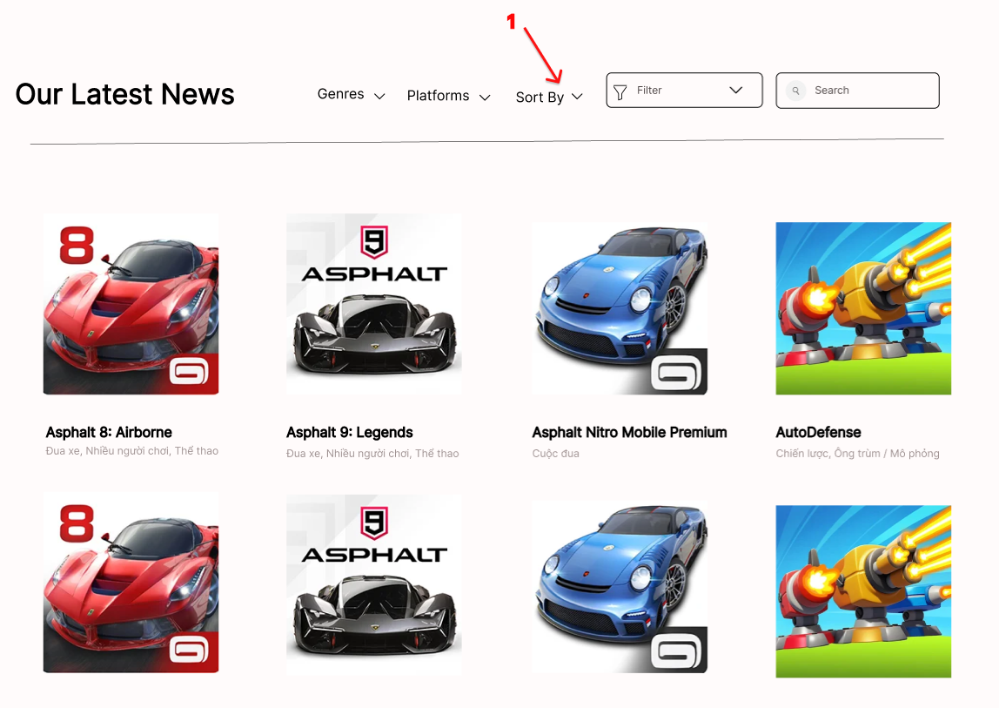 1
Our Latest News
Genres
Platforms
Sort By
Filter
Search
8
9
ASPHALT
Asphalt 8: Airborne
Asphalt 9: Legends
Asphalt Nitro Mobile Premium
AutoDefense
Đua xe, Nhiều người chơi, Thể thao
Đua xe, Nhiều người chơi, Thể thao
Cuộc đua
Chiến lược, Ông trùm / Mô phỏng
8
9
ASPHALT